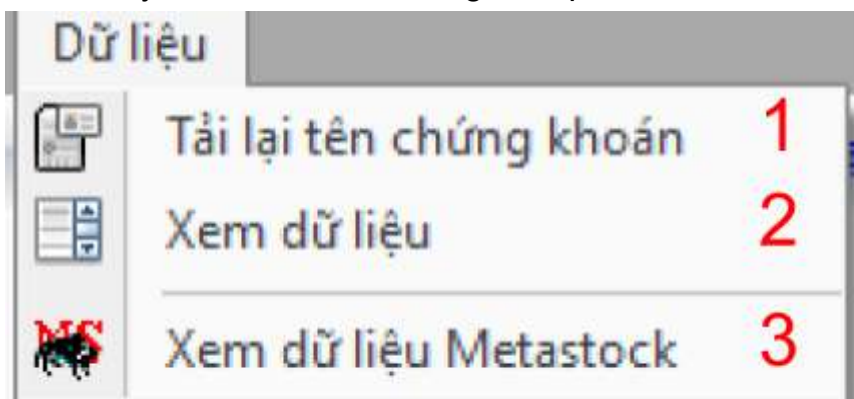 Dữ liệu
Tải lại tên chứng khoán 1
Xem dữ liệu 2
MS
Xem dữ liệu Metastock 3